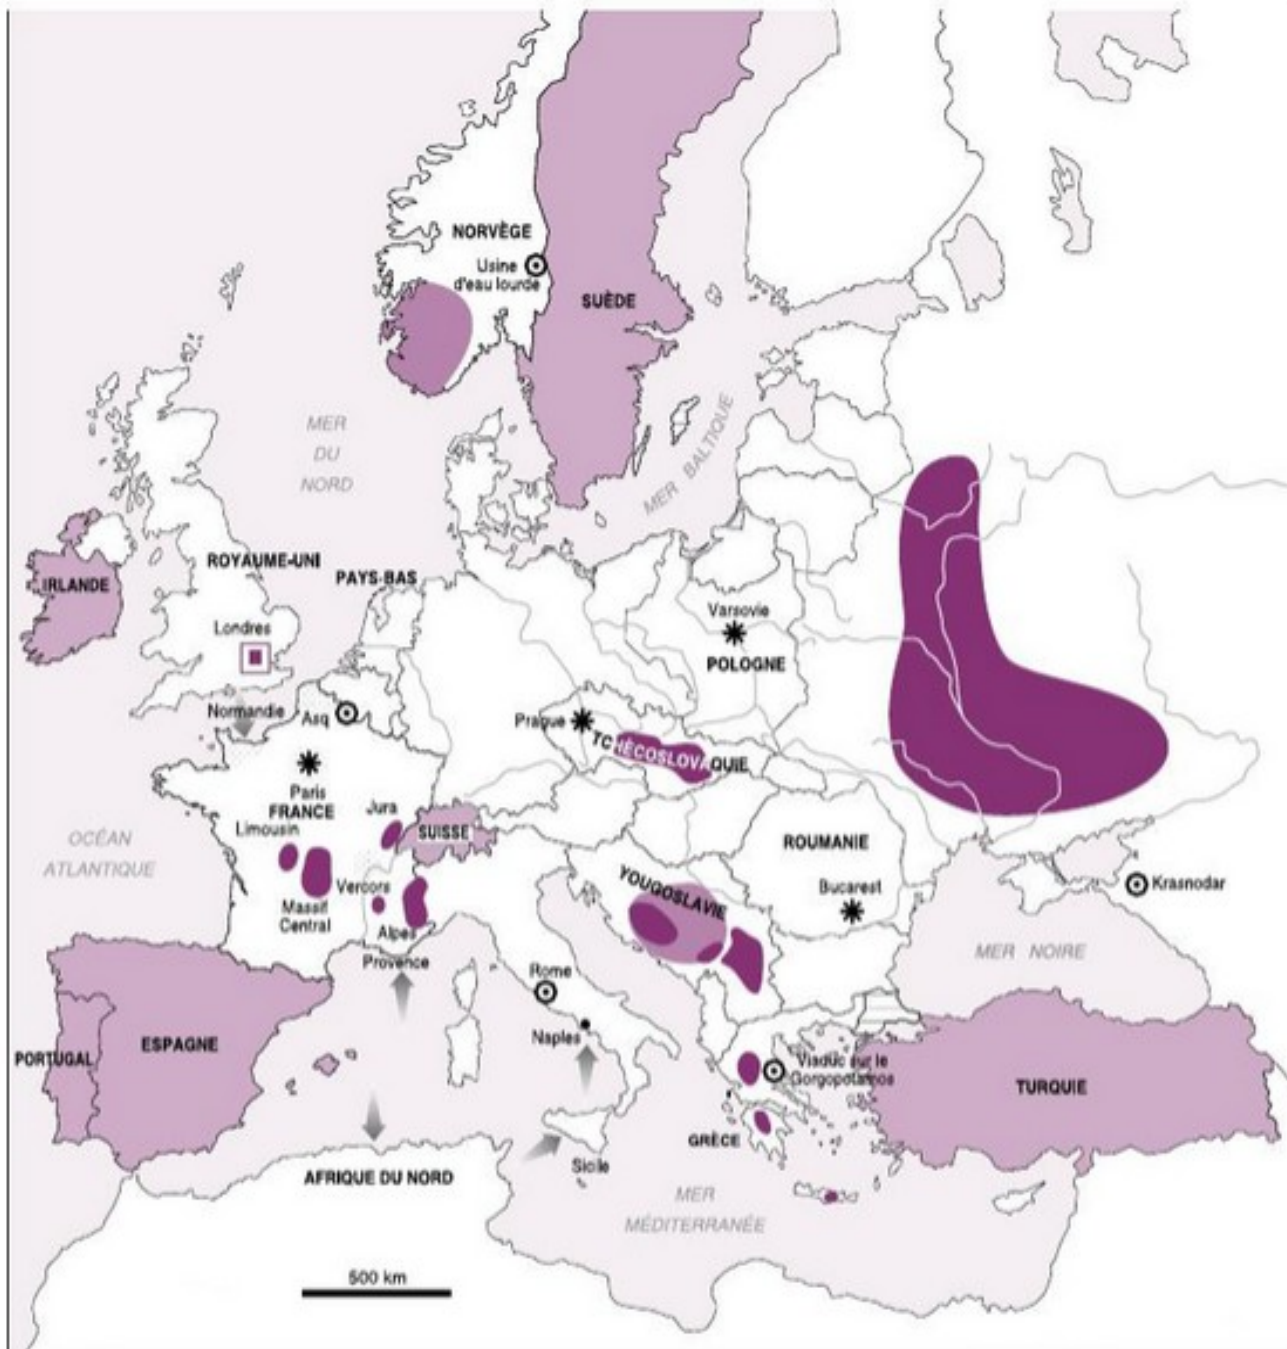 NORVÈGE
Usine
d'eau lourde
SUÈDE
MER
DU
NORD
MER BALTIQUE
ROYAUME-UNI
IRLANDE
PAYS-BAS
Londres
Varsovie
POLOGNE
Normandie
Asq
Prague
TCHÉCOSLOVAQUIE
Paris
FRANCE
Jura
Limousin
SUISSE
OCÉAN
ATLANTIQUE
ROUMANIE
Bucarest
Krasnodar
YOUGOSLAVIE
Vercors
Massif
Central
Alpes
Provence
MER NOIRE
Rome
Naples
ESPAGNE
PORTUGAL
Viaduc sur le
Gorgopotamos
TURQUIE
GRÈCE
Sicile
AFRIQUE DU NORD
MER
MÉDITERRANÉE
500 km